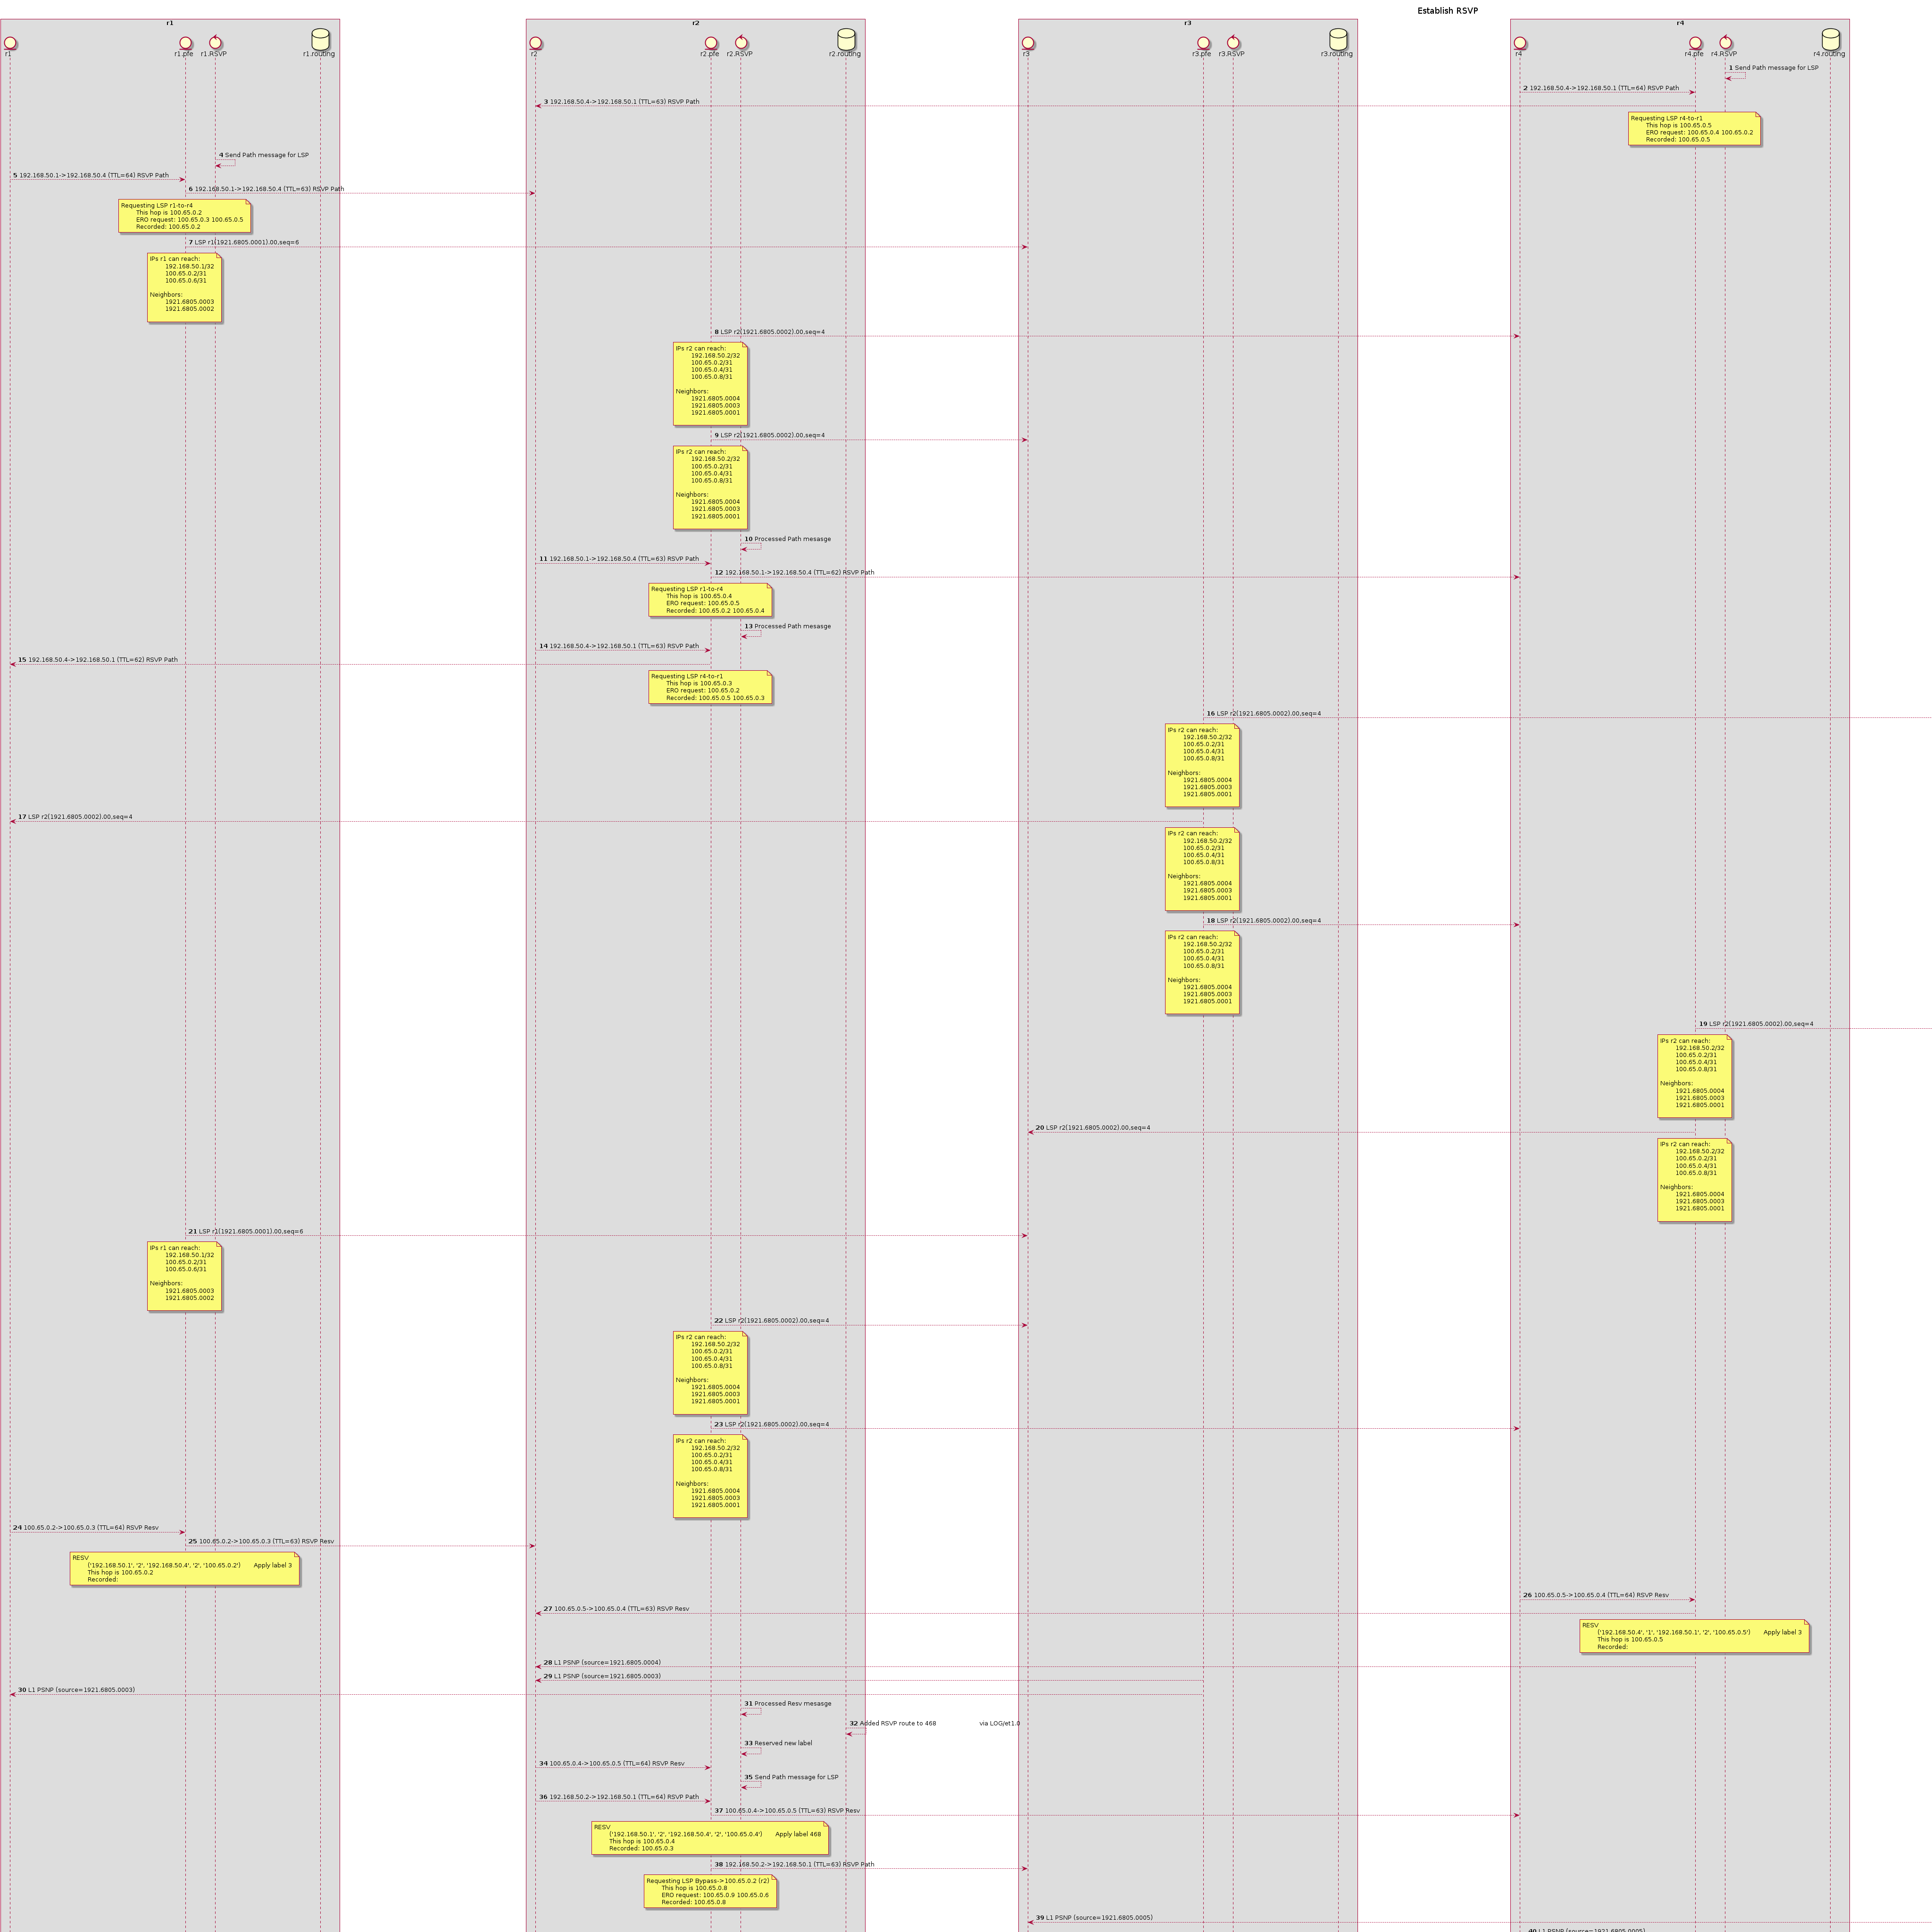 Establish RSVP
r1
r2
r3
r4
r1
r1.pfe
r1.RSVP
r1.routing
r2
r2.pfe
r2.RSVP
r2.routing
r3
r3.pfe
r3.RSVP
r3.routing
r4
r4.pfe
r4.RSVP
r4.routing
1 Send Path message for LSP
2 192.168.50.4->192.168.50.1 (TTL=64) RSVP Path
3 192.168.50.4->192.168.50.1 (TTL=63) RSVP Path
Requesting LSP r4-to-r1
This hop is 100.65.0.5
ERO request: 100.65.0.4 100.65.0.2
Recorded: 100.65.0.5
4 Send Path message for LSP
5 192.168.50.1->192.168.50.4 (TTL=64) RSVP Path
6 192.168.50.1->192.168.50.4 (TTL=63) RSVP Path
Requesting LSP r1-to-r4
This hop is 100.65.0.2
ERO request: 100.65.0.3 100.65.0.5
Recorded: 100.65.0.2
7 LSP r1(1921.6805.0001).00,seq=6
IPs r1 can reach:
192.168.50.1/32
100.65.0.2/31
100.65.0.6/31
Neighbors:
1921.6805.0003
1921.6805.0002
8 LSP r2(1921.6805.0002).00,seq=4
IPs r2 can reach:
192.168.50.2/32
100.65.0.2/31
100.65.0.4/31
100.65.0.8/31
Neighbors:
1921.6805.0004
1921.6805.0003
1921.6805.0001
9 LSP r2(1921.6805.0002).00,seq=4
IPs r2 can reach:
192.168.50.2/32
100.65.0.2/31
100.65.0.4/31
100.65.0.8/31
Neighbors:
1921.6805.0004
1921.6805.0003
1921.6805.0001
10 Processed Path mesasge
11 192.168.50.1->192.168.50.4 (TTL=63) RSVP Path
12 192.168.50.1->192.168.50.4 (TTL=62) RSVP Path
Requesting LSP r1-to-r4
This hop is 100.65.0.4
ERO request: 100.65.0.5
Recorded: 100.65.0.2 100.65.0.4
13 Processed Path mesasge
14 192.168.50.4->192.168.50.1 (TTL=63) RSVP Path
15 192.168.50.4->192.168.50.1 (TTL=62) RSVP Path
Requesting LSP r4-to-r1
This hop is 100.65.0.3
ERO request: 100.65.0.2
Recorded: 100.65.0.5 100.65.0.3
16 LSP r2(1921.6805.0002).00,seq=4
IPs r2 can reach:
192.168.50.2/32
100.65.0.2/31
100.65.0.4/31
100.65.0.8/31
Neighbors:
1921.6805.0004
1921.6805.0003
1921.6805.0001
17 LSP r2(1921.6805.0002).00,seq=4
IPs r2 can reach:
192.168.50.2/32
100.65.0.2/31
100.65.0.4/31
100.65.0.8/31
Neighbors:
1921.6805.0004
1921.6805.0003
1921.6805.0001
18 LSP r2(1921.6805.0002).00,seq=4
IPs r2 can reach:
192.168.50.2/32
100.65.0.2/31
100.65.0.4/31
100.65.0.8/31
Neighbors:
1921.6805.0004
1921.6805.0003
1921.6805.0001
19 LSP r2(1921.6805.0002).00,seq=4
IPs r2 can reach:
192.168.50.2/32
100.65.0.2/31
100.65.0.4/31
100.65.0.8/31
Neighbors:
1921.6805.0004
1921.6805.0003
1921.6805.0001
20 LSP r2(1921.6805.0002).00,seq=4
IPs r2 can reach:
192.168.50.2/32
100.65.0.2/31
100.65.0.4/31
100.65.0.8/31
Neighbors:
1921.6805.0004
1921.6805.0003
1921.6805.0001
21 LSP r1(1921.6805.0001).00,seq=6
IPs r1 can reach:
192.168.50.1/32
100.65.0.2/31
100.65.0.6/31
Neighbors:
1921.6805.0003
1921.6805.0002
22 LSP r2(1921.6805.0002).00,seq=4
IPs r2 can reach:
192.168.50.2/32
100.65.0.2/31
100.65.0.4/31
100.65.0.8/31
Neighbors:
1921.6805.0004
1921.6805.0003
1921.6805.0001
23 LSP r2(1921.6805.0002).00,seq=4
IPs r2 can reach:
192.168.50.2/32
100.65.0.2/31
100.65.0.4/31
100.65.0.8/31
Neighbors:
1921.6805.0004
1921.6805.0003
1921.6805.0001
24 100.65.0.2->100.65.0.3 (TTL=64) RSVP Resv
25 100.65.0.2->100.65.0.3 (TTL=63) RSVP Resv
RESV
('192.168.50.1', '2', '192.168.50.4', '2', '100.65.0.2') Apply label 3
This hop is 100.65.0.2
Recorded:
26 100.65.0.5->100.65.0.4 (TTL=64) RSVP Resv
27 100.65.0.5->100.65.0.4 (TTL=63) RSVP Resv
RESV
('192.168.50.4', '1', '192.168.50.1', '2', '100.65.0.5') Apply label 3
This hop is 100.65.0.5
Recorded:
28 L1 PSNP (source=1921.6805.0004)
29 L1 PSNP (source=1921.6805.0003)
30 L1 PSNP (source=1921.6805.0003)
31 Processed Resv mesasge
32 Added RSVP route to 468 via LOG/et1.0
33 Reserved new label
34 100.65.0.4->100.65.0.5 (TTL=64) RSVP Resv
35 Send Path message for LSP
36 192.168.50.2->192.168.50.1 (TTL=64) RSVP Path
37 100.65.0.4->100.65.0.5 (TTL=63) RSVP Resv
RESV
('192.168.50.1', '2', '192.168.50.4', '2', '100.65.0.4') Apply label 468
This hop is 100.65.0.4
Recorded: 100.65.0.3
38 192.168.50.2->192.168.50.1 (TTL=63) RSVP Path
Requesting LSP Bypass->100.65.0.2 (r2)
This hop is 100.65.0.8
ERO request: 100.65.0.9 100.65.0.6
Recorded: 100.65.0.8
39 L1 PSNP (source=1921.6805.0005)
40 L1 PSNP (source=1921.6805.0005)